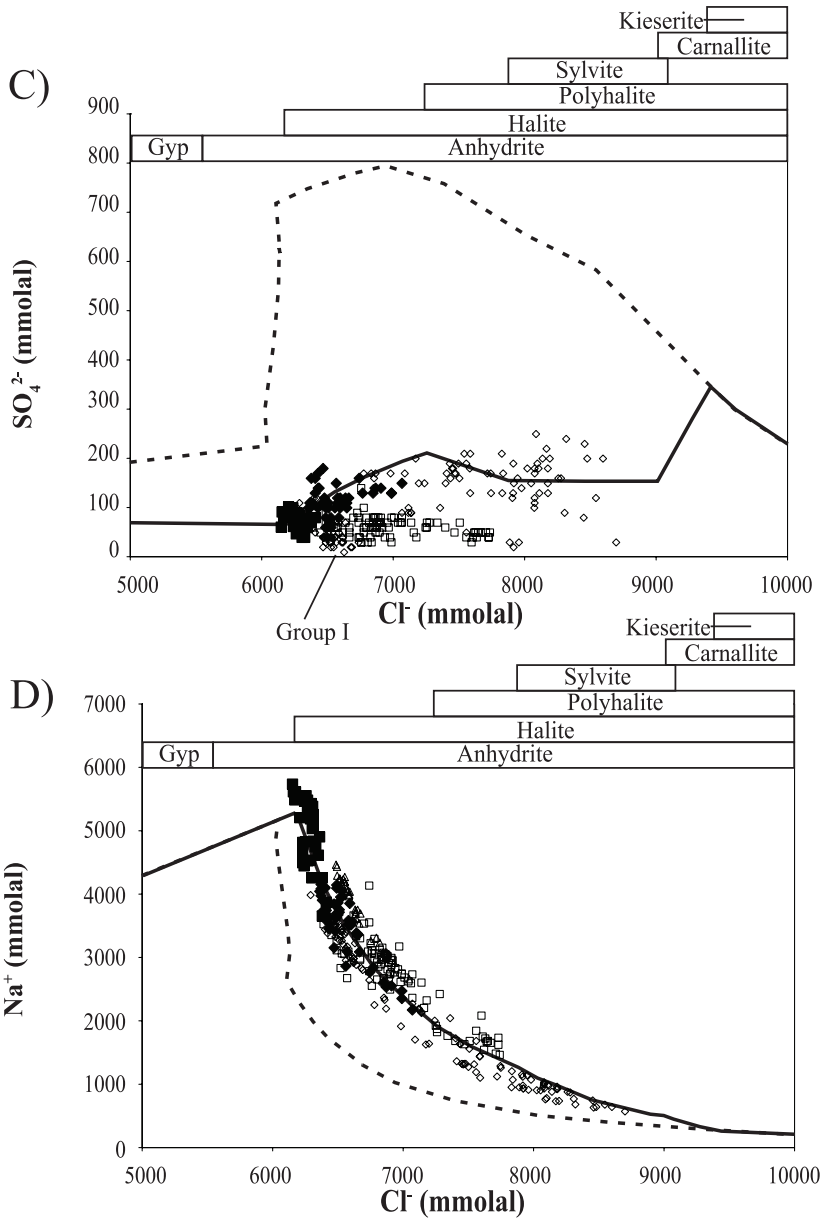 Kieserite
Carnallite
C)
Sylvite
Polyhalite
Halite
Gyp Anhydrite
900
800
700
600
500
400
300
200
100
0
SO₄²⁻ (mmolal)
5000 6000 7000 8000 9000 10000
Cl⁻ (mmolal)
Group I
Kieserite
Carnallite
D)
Sylvite
Polyhalite
Halite
Gyp Anhydrite
7000
6000
5000
4000
3000
2000
1000
0
Na⁺ (mmolal)
5000 6000 7000 8000 9000 10000
Cl⁻ (mmolal)